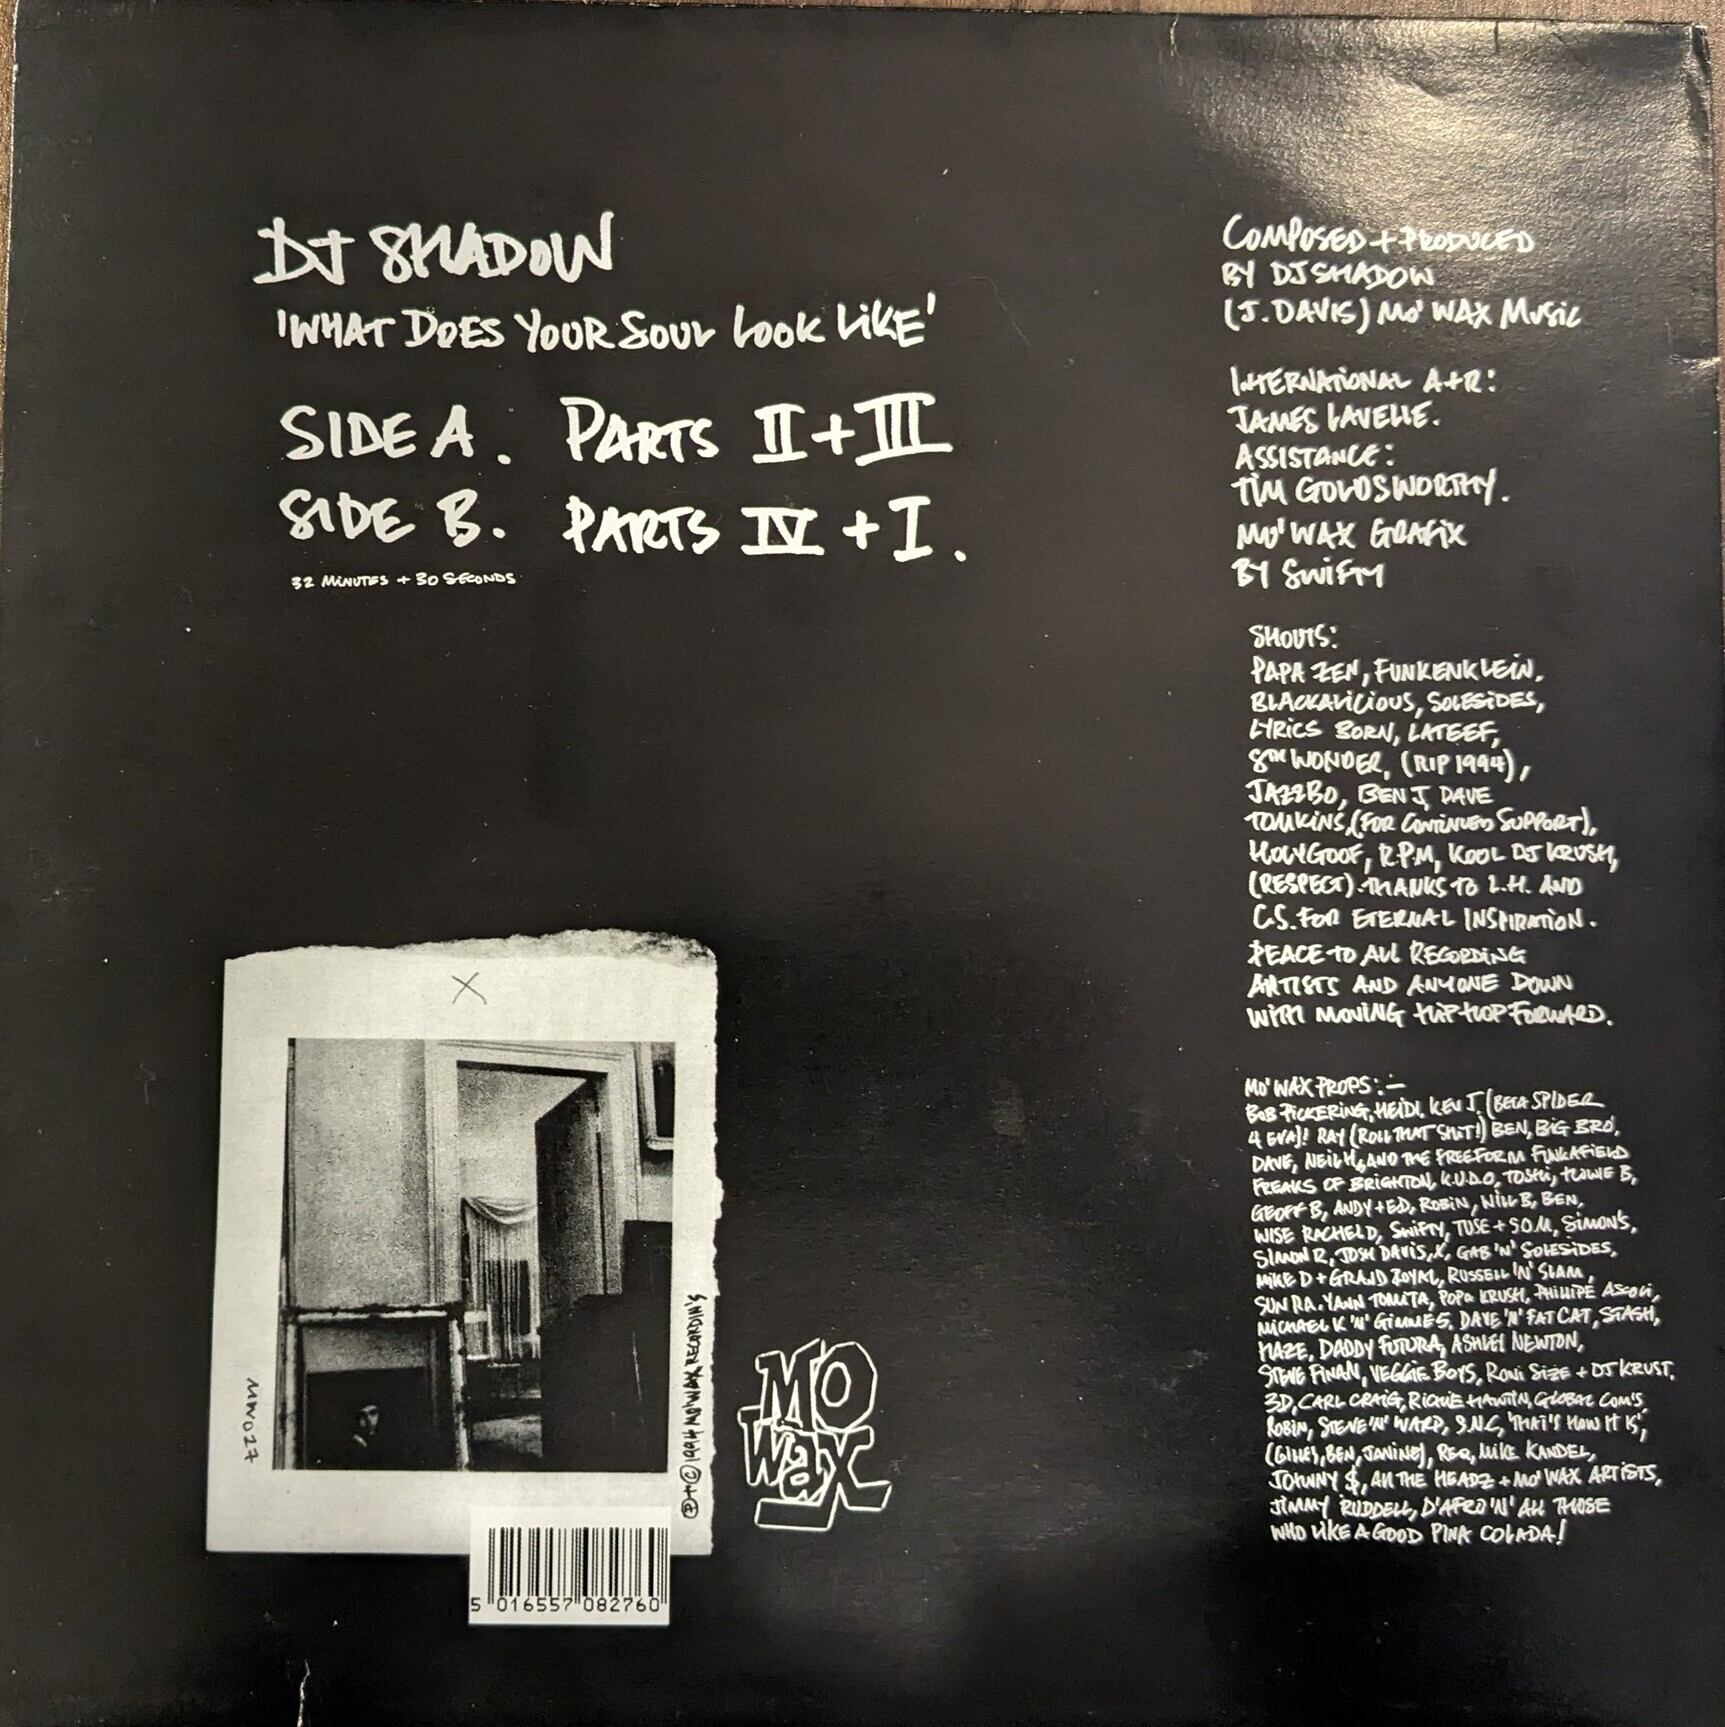 DJ SHADOW
'WHAT DOES YOUR SOUL LOOK LIKE'
SIDE A. PARTS II + III
SIDE B. PARTS IV + I.
32 MINUTES + 30 SECONDS
COMPOSED + PRODUCED
BY DJ SHADOW
(J. DAVIS) MO' WAX MUSIC
INTERNATIONAL A+R:
JAMES LAVELLE.
ASSISTANCE:
TIM GOLDSWORTHY.
MO' WAX GRAFIX
BY SWIFTY
SHOUTS:
PAPA ZEN, FUNKENKLEIN.
BLACKALICIOUS, SOLESIDES,
LYRICS BORN, LATEEF,
8TH WONDER, (RIP 1994),
JAZZBO, BEN J, DAVE
TOMKINS, (FOR CONTINUED SUPPORT),
HOLYGOOF, R.P.M, KOOL DJ KRUSH,
(RESPECT). THANKS TO L.H. AND
C.S. FOR ETERNAL INSPIRATION.
PEACE TO ALL RECORDING
ARTISTS AND ANYONE DOWN
WITH MOVING HIP HOP FORWARD.
MO' WAX PROPS:-
BOB PICKERING, HEIDI, KEV J. (BETA SPIDER
4 EVA)! RAY (ROLL THAT SHIT!) BEN, BIG BRO',
DAVE, NEIL H, AND THE FREEFORM FUNKAFIELD
FREAKS OF BRIGHTON, K.U.D.O, TOSHI, HOWIE B,
GEOFF B, ANDY + ED, ROBIN, WILL B, BEN,
WISE RACHEL D, SWIFTY, TUSE + S.O.M, SIMON'S,
SIMON R, JOSH DAVIS, X, GAB 'N' SOLESIDES,
MIKE D + GRAND ROYAL, RUSSELL 'N' SLAM,
SUN RA. YANN TOMITA, POPA KRUSH, PHILIPE ASCOLI,
MICHAEL K 'N' GIMMES, DAVE 'N' FAT CAT, STASH,
HAZE, DADDY FUTURA, ASHLEY NEWTON,
STEVE FINAN, VEGGIE BOYS, RONI SIZE + DJ KRUST,
3D, CARL CRAIG, RICHIE HAWTIN, GLOBAL COM'S
ROBIN, STEVE 'N' WARP, S.N.C, 'THAT'S HOW IT IS',
(GILES, BEN, JANINE), REQ, MIKE KANDEL,
JOHNNY $, ALL THE HEADZ + MO' WAX ARTISTS,
JIMMY RUDDELL, D'AFRO 'N' ALL THOSE
WHO LIKE A GOOD PINA COLADA!
X
MW027
Ⓟ + © 1994 MO WAX RECORDIN'S
MO
WAX
5 016557 082760